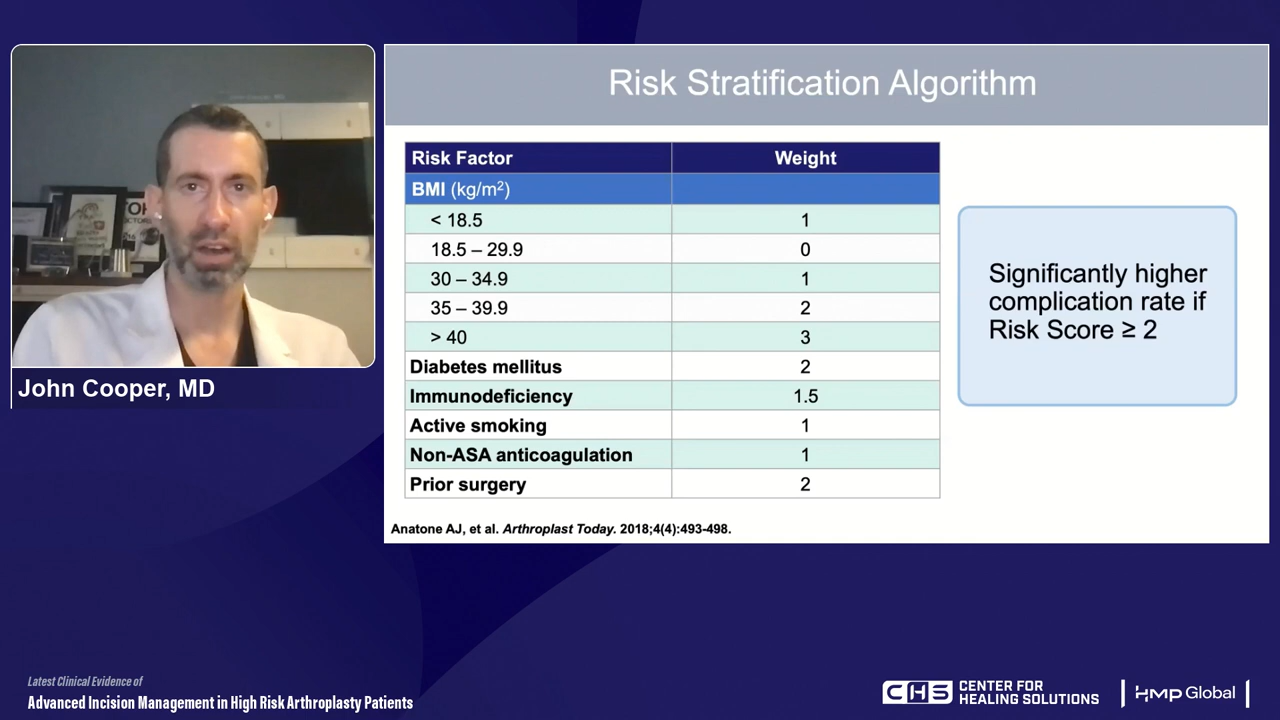 Risk Stratification Algorithm
Risk Factor Weight
BMI (kg/m²)
< 18.5 1
18.5 – 29.9 0
30 – 34.9 1
35 – 39.9 2
> 40 3
Diabetes mellitus 2
Immunodeficiency 1.5
Active smoking 1
Non-ASA anticoagulation 1
Prior surgery 2
Significantly higher
complication rate if
Risk Score ≥ 2
Anatone AJ, et al. Arthroplast Today. 2018;4(4):493-498.
John Cooper, MD
Latest Clinical Evidence of
Advanced Incision Management in High Risk Arthroplasty Patients
CHS CENTER FOR
HEALING SOLUTIONS
HMP Global